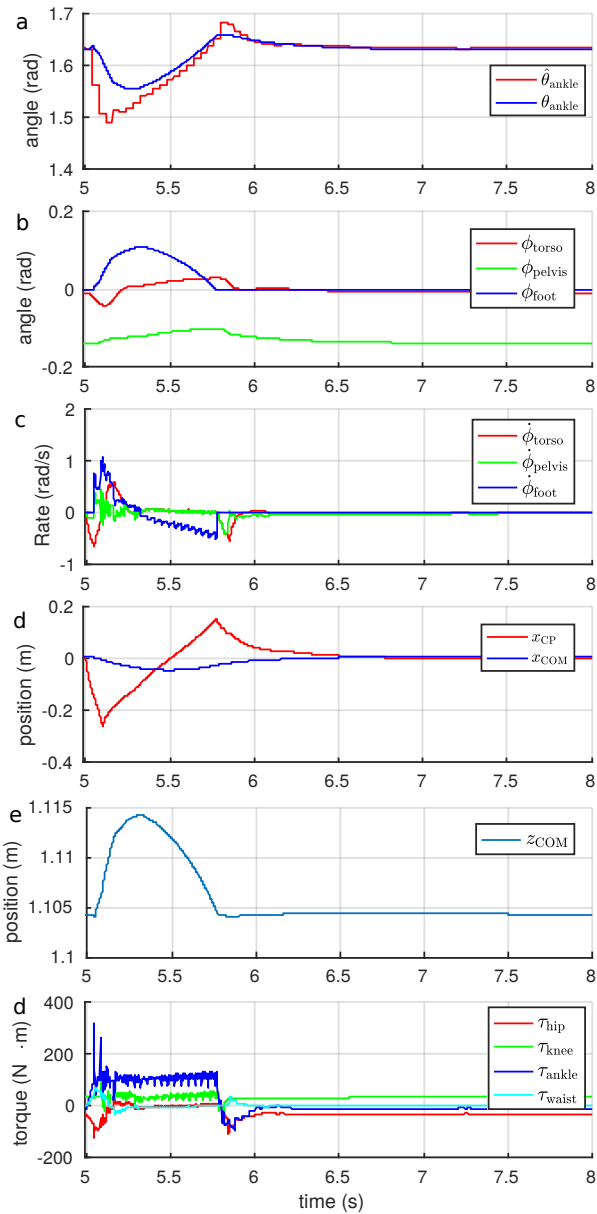 a
1.7
1.6
1.5
1.4
angle (rad)
θ̂ankle
θankle
5 5.5 6 6.5 7 7.5 8
b
0.2
0
-0.2
angle (rad)
ϕtorso
ϕpelvis
ϕfoot
5 5.5 6 6.5 7 7.5 8
c
2
1
0
-1
Rate (rad/s)
ϕ̇torso
ϕ̇pelvis
ϕ̇foot
5 5.5 6 6.5 7 7.5 8
d
0.2
0
-0.2
-0.4
position (m)
xCP
xCOM
5 5.5 6 6.5 7 7.5 8
e
1.115
1.11
1.105
1.1
position (m)
zCOM
5 5.5 6 6.5 7 7.5 8
d
400
200
0
-200
torque (N ·m)
τhip
τknee
τankle
τwaist
5 5.5 6 6.5 7 7.5 8
time (s)